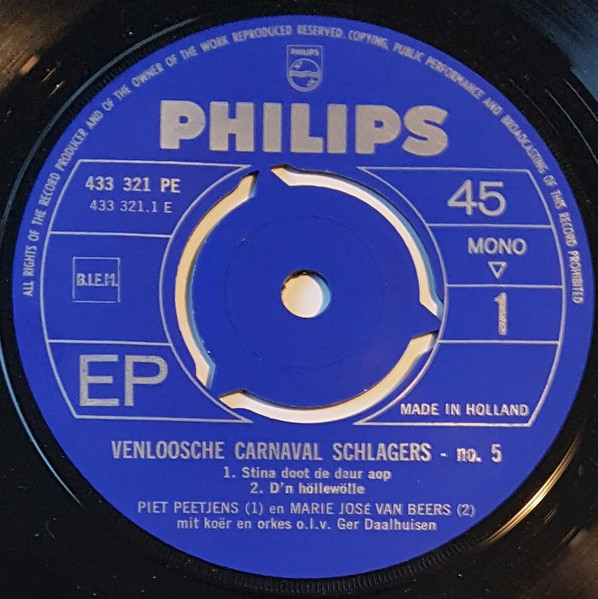 ALL RIGHTS OF THE RECORD PRODUCER AND OF THE OWNER OF THE WORK REPRODUCED RESERVED. COPYING, PUBLIC PERFORMANCE AND BROADCASTING OF THIS RECORD PROHIBITED
PHILIPS
PHILIPS
433 321 PE
433 321.1 E
45
MONO
B.I.E.M.
1
EP
MADE IN HOLLAND
VENLOOSCHE CARNAVAL SCHLAGERS - no. 5
1. Stina doot de daur aop
2. D'n höllewölle
PIET PEETJENS (1) en MARIE JOSÉ VAN BEERS (2)
mit koër en orkes o.l.v. Ger Daalhuisen